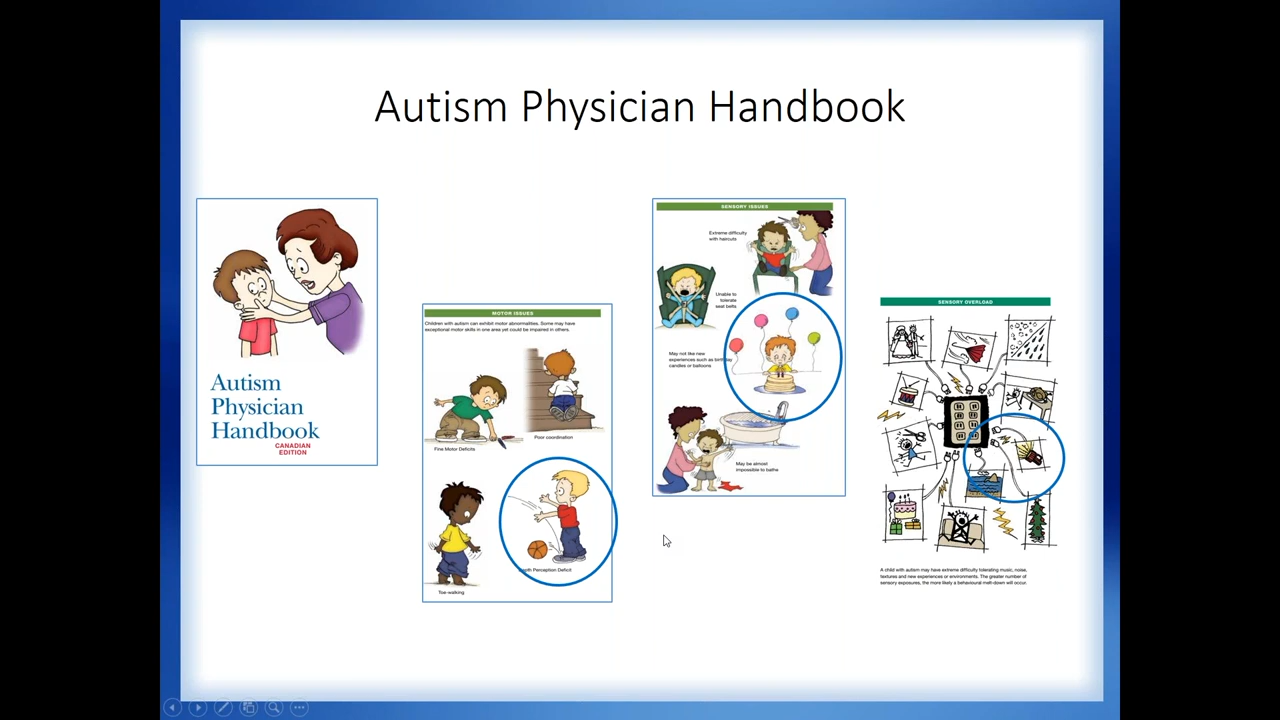 Autism Physician Handbook
Autism
Physician
Handbook
CANADIAN
EDITION
MOTOR ISSUES
Children with autism can exhibit motor abnormalities. Some may have
exceptional motor skills in one area yet could be impaired in others.
Poor coordination
Fine Motor Deficits
Depth Perception Deficit
Toe-walking
SENSORY ISSUES
Extreme difficulty
with haircuts
Unable to
tolerate
seat belts
May not like new
experiences such as birthday
candles or balloons
May be almost
impossible to bathe
SENSORY OVERLOAD
A child with autism may have extreme difficulty tolerating music, noise,
textures and new experiences or environments. The greater number of
sensory exposures, the more likely a behavioural melt-down will occur.